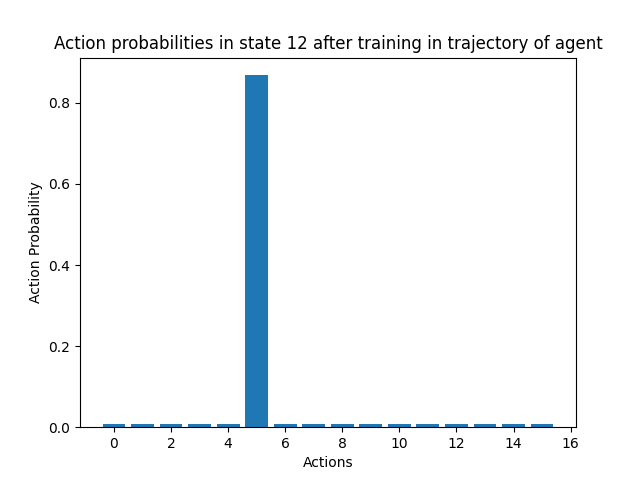 Action probabilities in state 12 after training in trajectory of agent
0.8
0.6
0.4
0.2
0.0
Action Probability
0 2 4 6 8 10 12 14 16
Actions